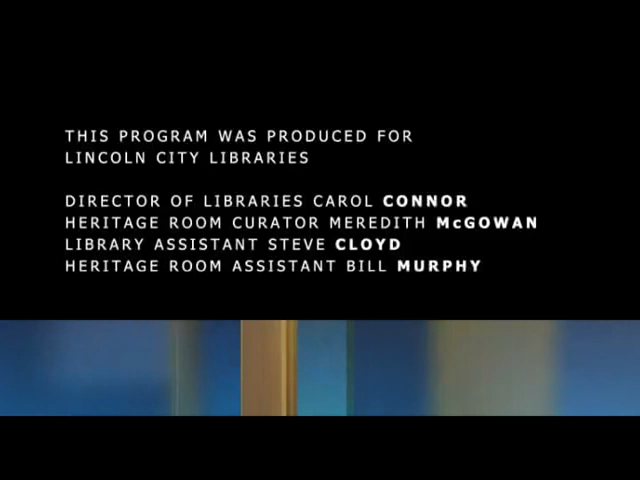 THIS PROGRAM WAS PRODUCED FOR
LINCOLN CITY LIBRARIES
DIRECTOR OF LIBRARIES CAROL CONNOR
HERITAGE ROOM CURATOR MEREDITH McGOWAN
LIBRARY ASSISTANT STEVE CLOYD
HERITAGE ROOM ASSISTANT BILL MURPHY